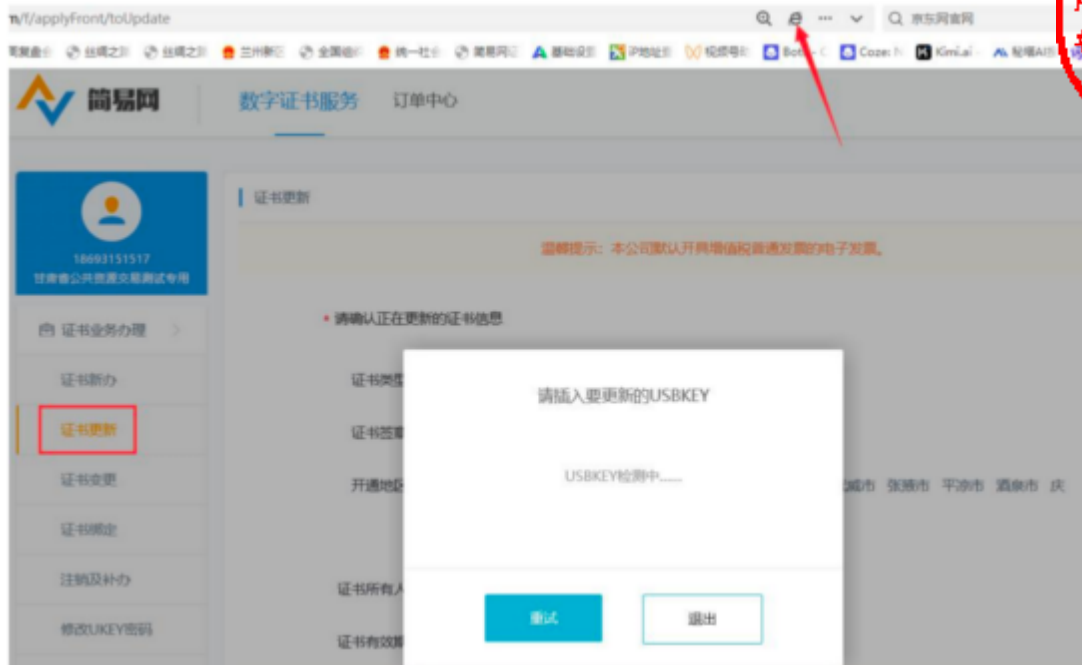 /f/applyFront/toUpdate
京东网官网
兰州新区
Kimi.ai
简易网
数字证书服务 订单中心
证书更新
18693151517
甘肃省公共资源交易测试专用
温馨提示：本公司默认开具增值税普通发票的电子发票。
证书业务办理
* 请确认正在更新的证书信息
证书新办
证书类型
请插入要更新的USBKEY
证书更新
证书签章
USBKEY检测中......
证书变更
开通地区
威市 张掖市 平凉市 酒泉市 庆
证书绑定
注销及补办
证书所有人
重试 退出
修改UKEY密码
证书有效期